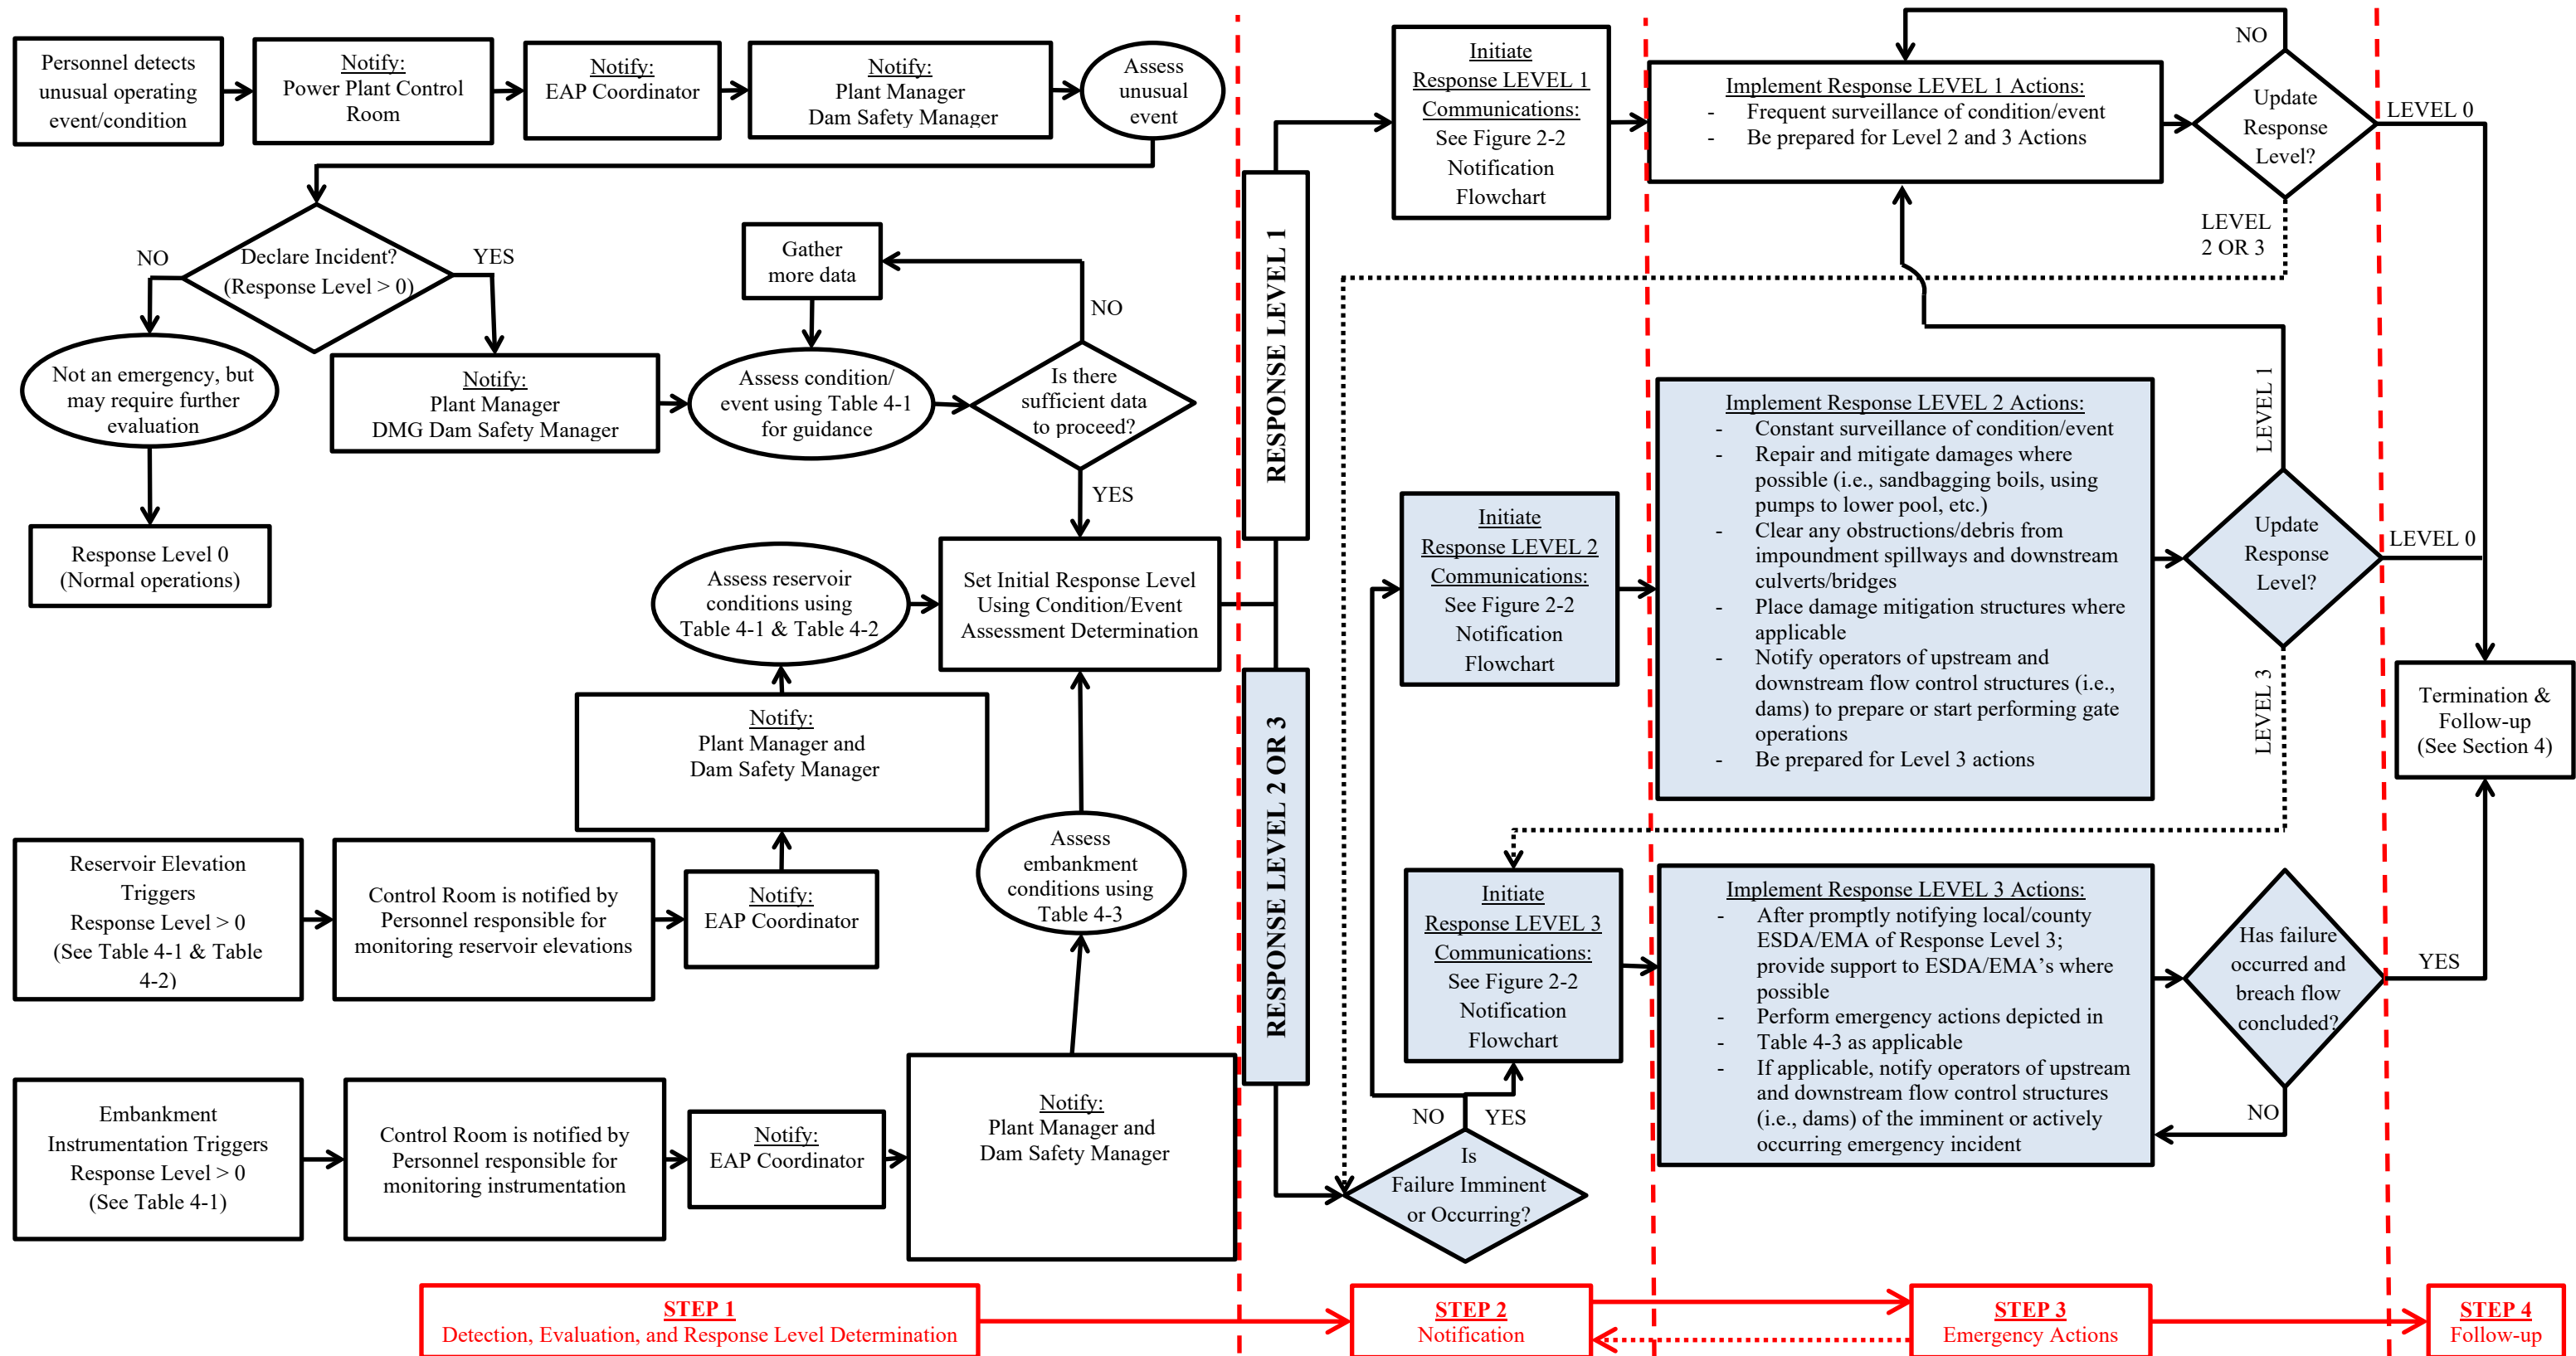 Personnel detects
unusual operating
event/condition
Notify:
Power Plant Control
Room
Notify:
EAP Coordinator
Notify:
Plant Manager
Dam Safety Manager
Assess
unusual
event
Declare Incident?
(Response Level > 0)
NO
YES
Not an emergency, but
may require further
evaluation
Response Level 0
(Normal operations)
Notify:
Plant Manager
DMG Dam Safety Manager
Gather
more data
Assess condition/
event using Table 4-1
for guidance
Is there
sufficient data
to proceed?
NO
YES
Assess reservoir
conditions using
Table 4-1 & Table 4-2
Set Initial Response Level
Using Condition/Event
Assessment Determination
Notify:
Plant Manager and
Dam Safety Manager
Reservoir Elevation
Triggers
Response Level > 0
(See Table 4-1 & Table
4-2)
Control Room is notified by
Personnel responsible for
monitoring reservoir elevations
Notify:
EAP Coordinator
Assess
embankment
conditions using
Table 4-3
Embankment
Instrumentation Triggers
Response Level > 0
(See Table 4-1)
Control Room is notified by
Personnel responsible for
monitoring instrumentation
Notify:
EAP Coordinator
Notify:
Plant Manager and
Dam Safety Manager
RESPONSE LEVEL 1
RESPONSE LEVEL 2 OR 3
Initiate
Response LEVEL 1
Communications:
See Figure 2-2
Notification
Flowchart
Implement Response LEVEL 1 Actions:
- Frequent surveillance of condition/event
- Be prepared for Level 2 and 3 Actions
Update
Response
Level?
NO
LEVEL 0
LEVEL
2 OR 3
Initiate
Response LEVEL 2
Communications:
See Figure 2-2
Notification
Flowchart
Implement Response LEVEL 2 Actions:
- Constant surveillance of condition/event
- Repair and mitigate damages where
possible (i.e., sandbagging boils, using
pumps to lower pool, etc.)
- Clear any obstructions/debris from
impoundment spillways and downstream
culverts/bridges
- Place damage mitigation structures where
applicable
- Notify operators of upstream and
downstream flow control structures (i.e.,
dams) to prepare or start performing gate
operations
- Be prepared for Level 3 actions
LEVEL 1
Update
Response
Level?
LEVEL 0
LEVEL 3
Termination &
Follow-up
(See Section 4)
Initiate
Response LEVEL 3
Communications:
See Figure 2-2
Notification
Flowchart
Implement Response LEVEL 3 Actions:
- After promptly notifying local/county
ESDA/EMA of Response Level 3;
provide support to ESDA/EMA's where
possible
- Perform emergency actions depicted in
- Table 4-3 as applicable
- If applicable, notify operators of upstream
and downstream flow control structures
(i.e., dams) of the imminent or actively
occurring emergency incident
Has failure
occurred and
breach flow
concluded?
YES
NO
NO
YES
Is
Failure Imminent
or Occurring?
STEP 1
Detection, Evaluation, and Response Level Determination
STEP 2
Notification
STEP 3
Emergency Actions
STEP 4
Follow-up